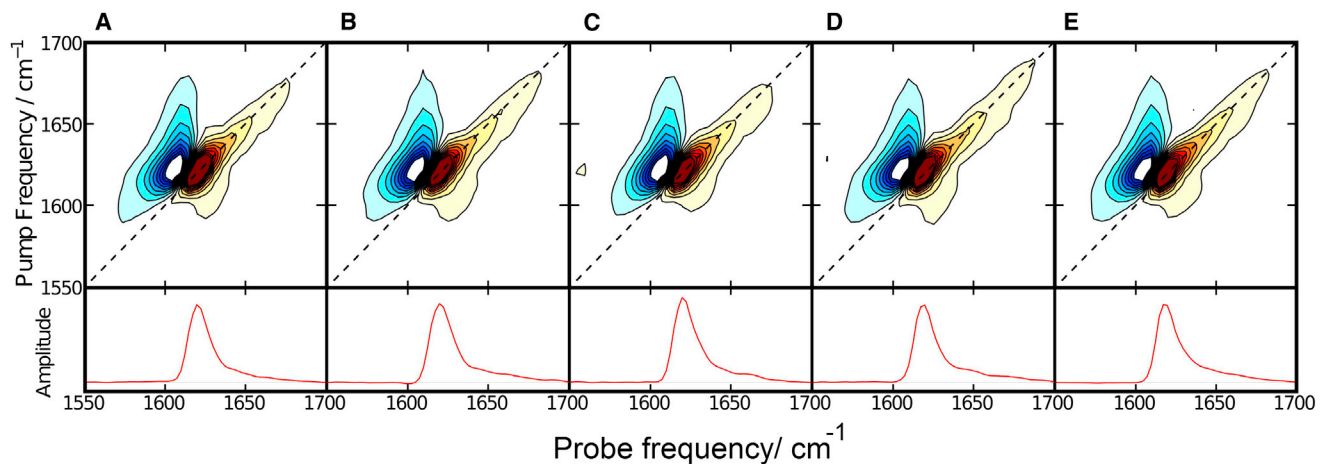 A B C D E
Pump Frequency / cm⁻¹
1700
1650
1600
1550
Amplitude
1550 1600 1650 1700 1600 1650 1700 1600 1650 1700 1600 1650 1700 1600 1650 1700
Probe frequency/ cm⁻¹